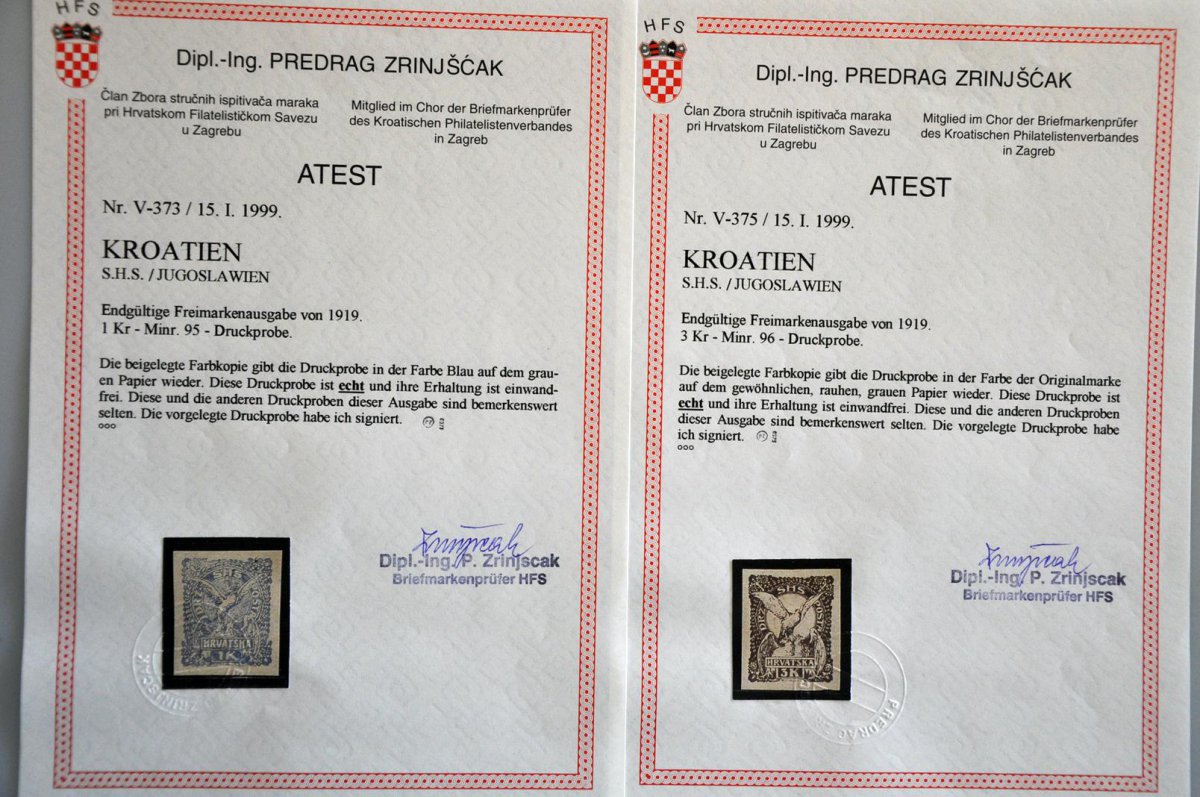 HFS
Dipl.-Ing. PREDRAG ZRINJŠĆAK
Član Zbora stručnih ispitivača maraka
pri Hrvatskom Filatelističkom Savezu
u Zagrebu
Mitglied im Chor der Briefmarkenprüfer
des Kroatischen Philatelistenverbandes
in Zagreb
ATEST
Nr. V-373 / 15. I. 1999.
KROATIEN
S.H.S. / JUGOSLAWIEN
Endgültige Freimarkenausgabe von 1919.
1 Kr - Minr. 95 - Druckprobe.
Die beigelegte Farbkopie gibt die Druckprobe in der Farbe Blau auf dem grau-
en Papier wieder. Diese Druckprobe ist echt und ihre Erhaltung ist einwand-
frei. Diese und die anderen Druckproben dieser Ausgabe sind bemerkenswert
selten. Die vorgelegte Druckprobe habe ich signiert.
ooo
Dipl.-Ing. P. Zrinjscak
Briefmarkenprüfer HFS
SHS
HRVATSKA
1K
HFS
Dipl.-Ing. PREDRAG ZRINJŠĆAK
Član Zbora stručnih ispitivača maraka
pri Hrvatskom Filatelističkom Savezu
u Zagrebu
Mitglied im Chor der Briefmarkenprüfer
des Kroatischen Philatelistenverbandes
in Zagreb
ATEST
Nr. V-375 / 15. I. 1999.
KROATIEN
S.H.S. / JUGOSLAWIEN
Endgültige Freimarkenausgabe von 1919.
3 Kr - Minr. 96 - Druckprobe.
Die beigelegte Farbkopie gibt die Druckprobe in der Farbe der Originalmarke
auf dem gewöhnlichen, rauhen, grauen Papier wieder. Diese Druckprobe ist
echt und ihre Erhaltung ist einwandfrei. Diese und die anderen Druckproben
dieser Ausgabe sind bemerkenswert selten. Die vorgelegte Druckprobe habe
ich signiert.
ooo
Dipl.-Ing. P. Zrinjscak
Briefmarkenprüfer HFS
SHS
HRVATSKA
3K
PREDRAG